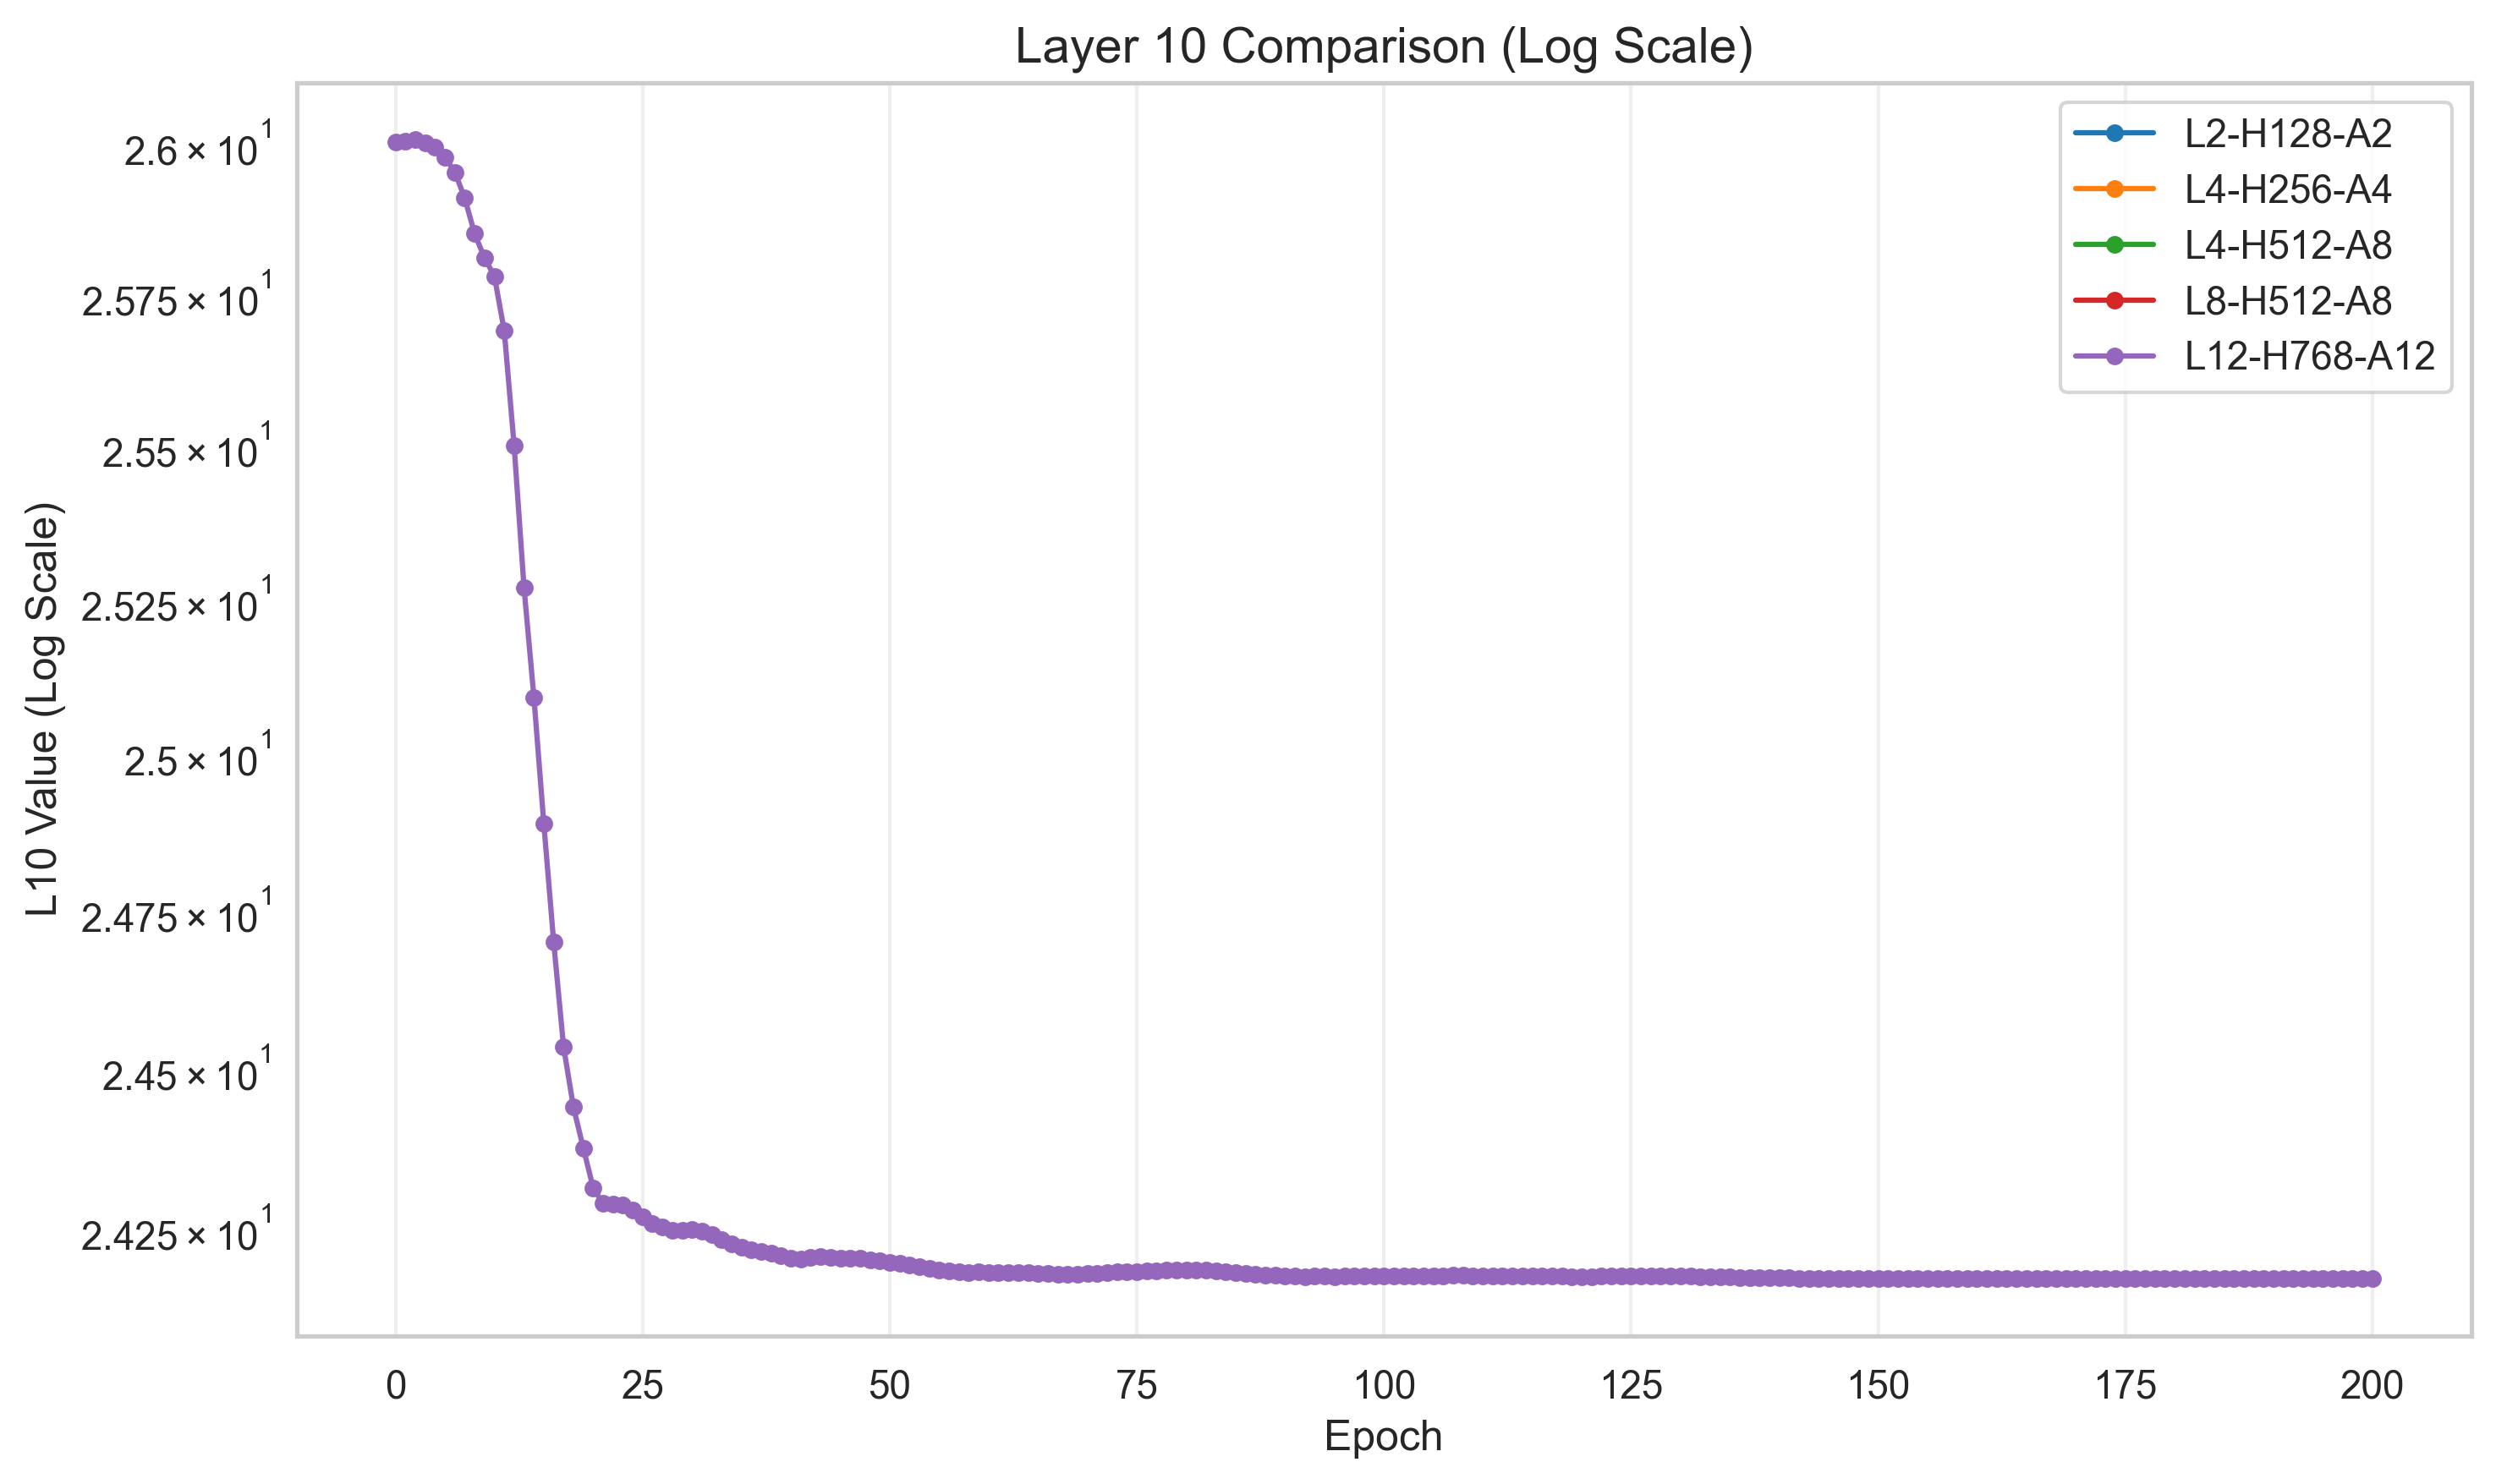 Layer 10 Comparison (Log Scale)
L10 Value (Log Scale)
2.6 × 10¹
2.575 × 10¹
2.55 × 10¹
2.525 × 10¹
2.5 × 10¹
2.475 × 10¹
2.45 × 10¹
2.425 × 10¹
L2-H128-A2
L4-H256-A4
L4-H512-A8
L8-H512-A8
L12-H768-A12
0 25 50 75 100 125 150 175 200
Epoch